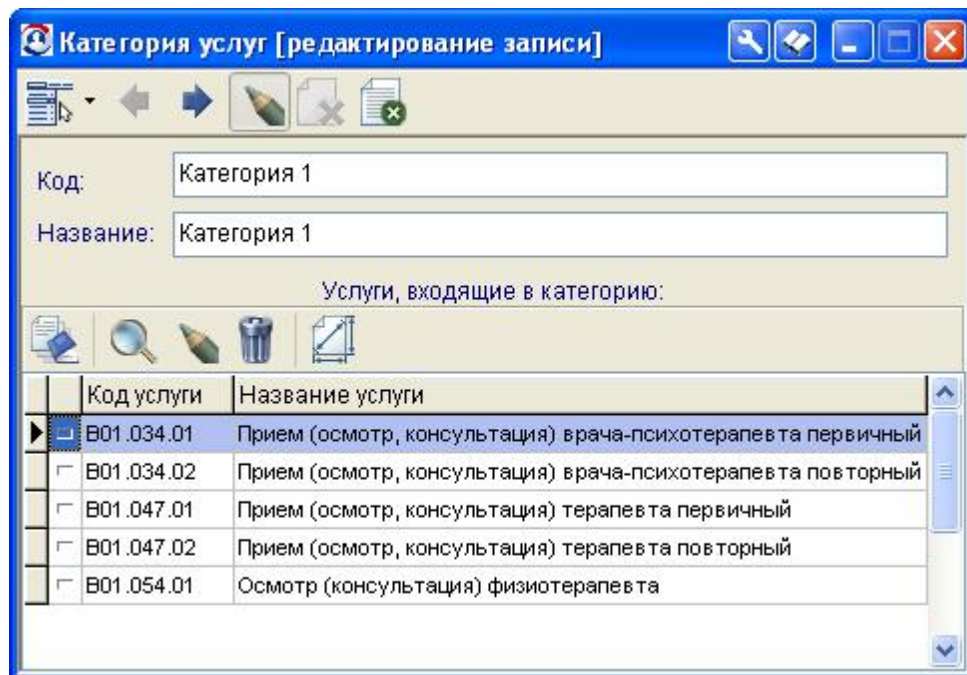 Категория услуг [редактирование записи]
Код: Категория 1
Название: Категория 1
Услуги, входящие в категорию:
Код услуги Название услуги
B01.034.01 Прием (осмотр, консультация) врача-психотерапевта первичный
B01.034.02 Прием (осмотр, консультация) врача-психотерапевта повторный
B01.047.01 Прием (осмотр, консультация) терапевта первичный
B01.047.02 Прием (осмотр, консультация) терапевта повторный
B01.054.01 Осмотр (консультация) физиотерапевта